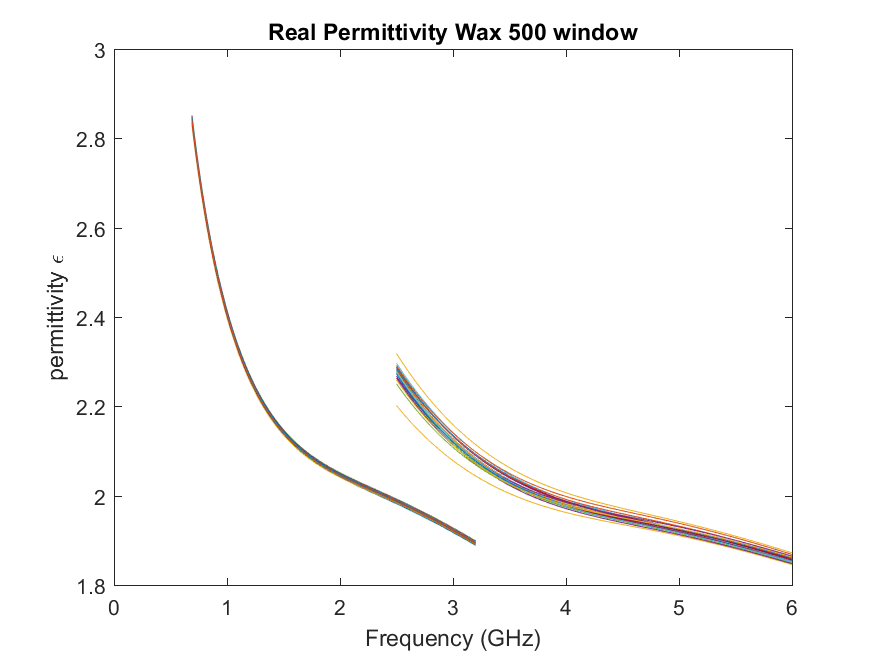 Real Permittivity Wax 500 window
permittivity ϵ
3
2.8
2.6
2.4
2.2
2
1.8
0 1 2 3 4 5 6
Frequency (GHz)